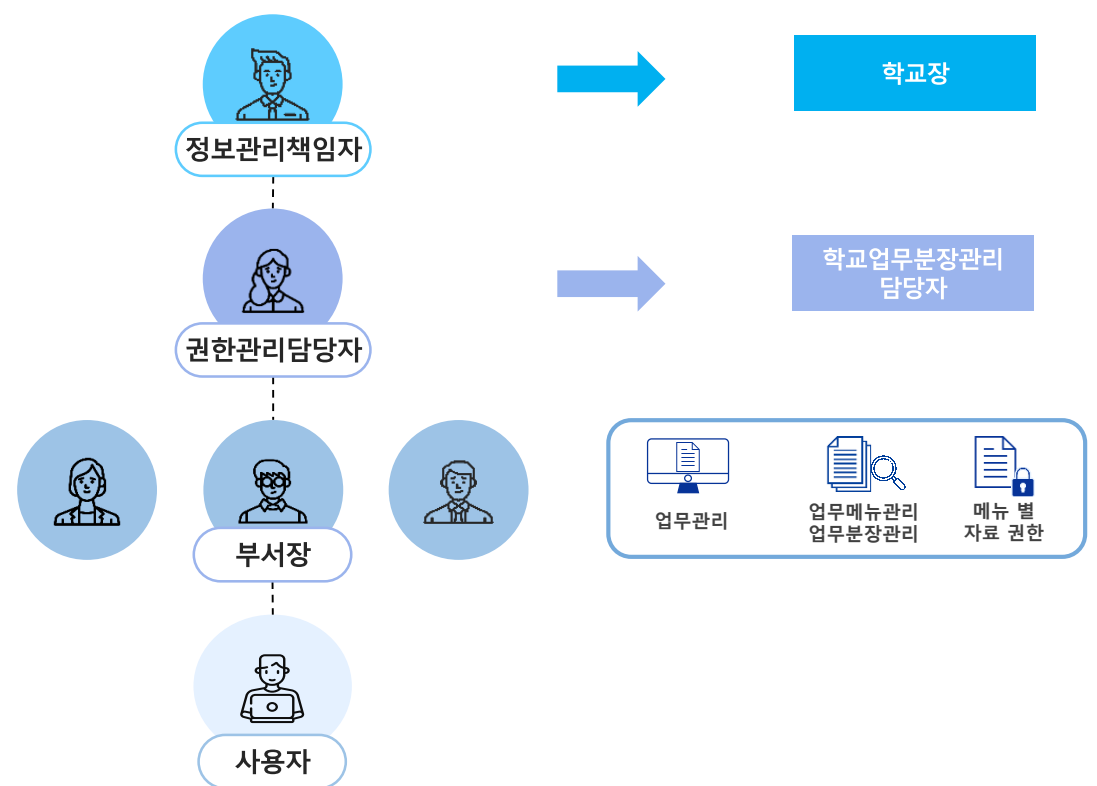 정보관리책임자
학교장
권한관리담당자
학교업무분장관리
담당자
부서장
업무관리
업무메뉴관리
업무분장관리
메뉴 별
자료 권한
사용자